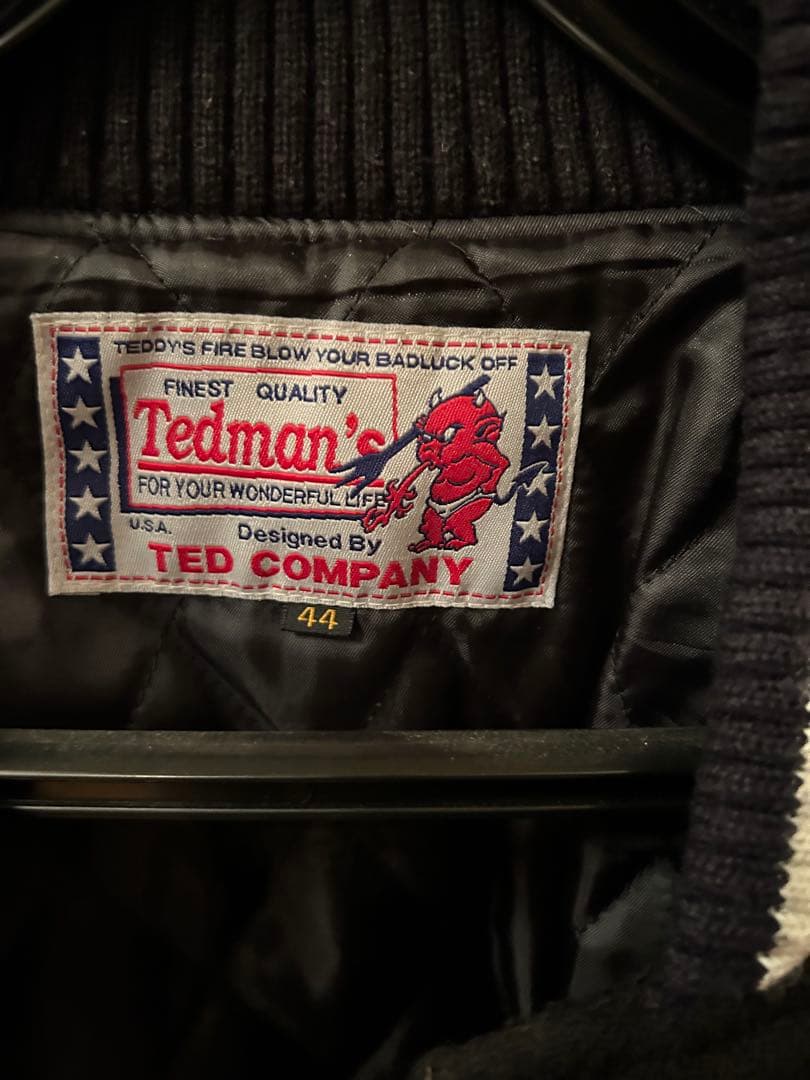 TEDDY'S FIRE BLOW YOUR BADLUCK OFF
FINEST QUALITY
Tedman's
FOR YOUR WONDERFUL LIFE
U.S.A.
Designed By
TED COMPANY
44